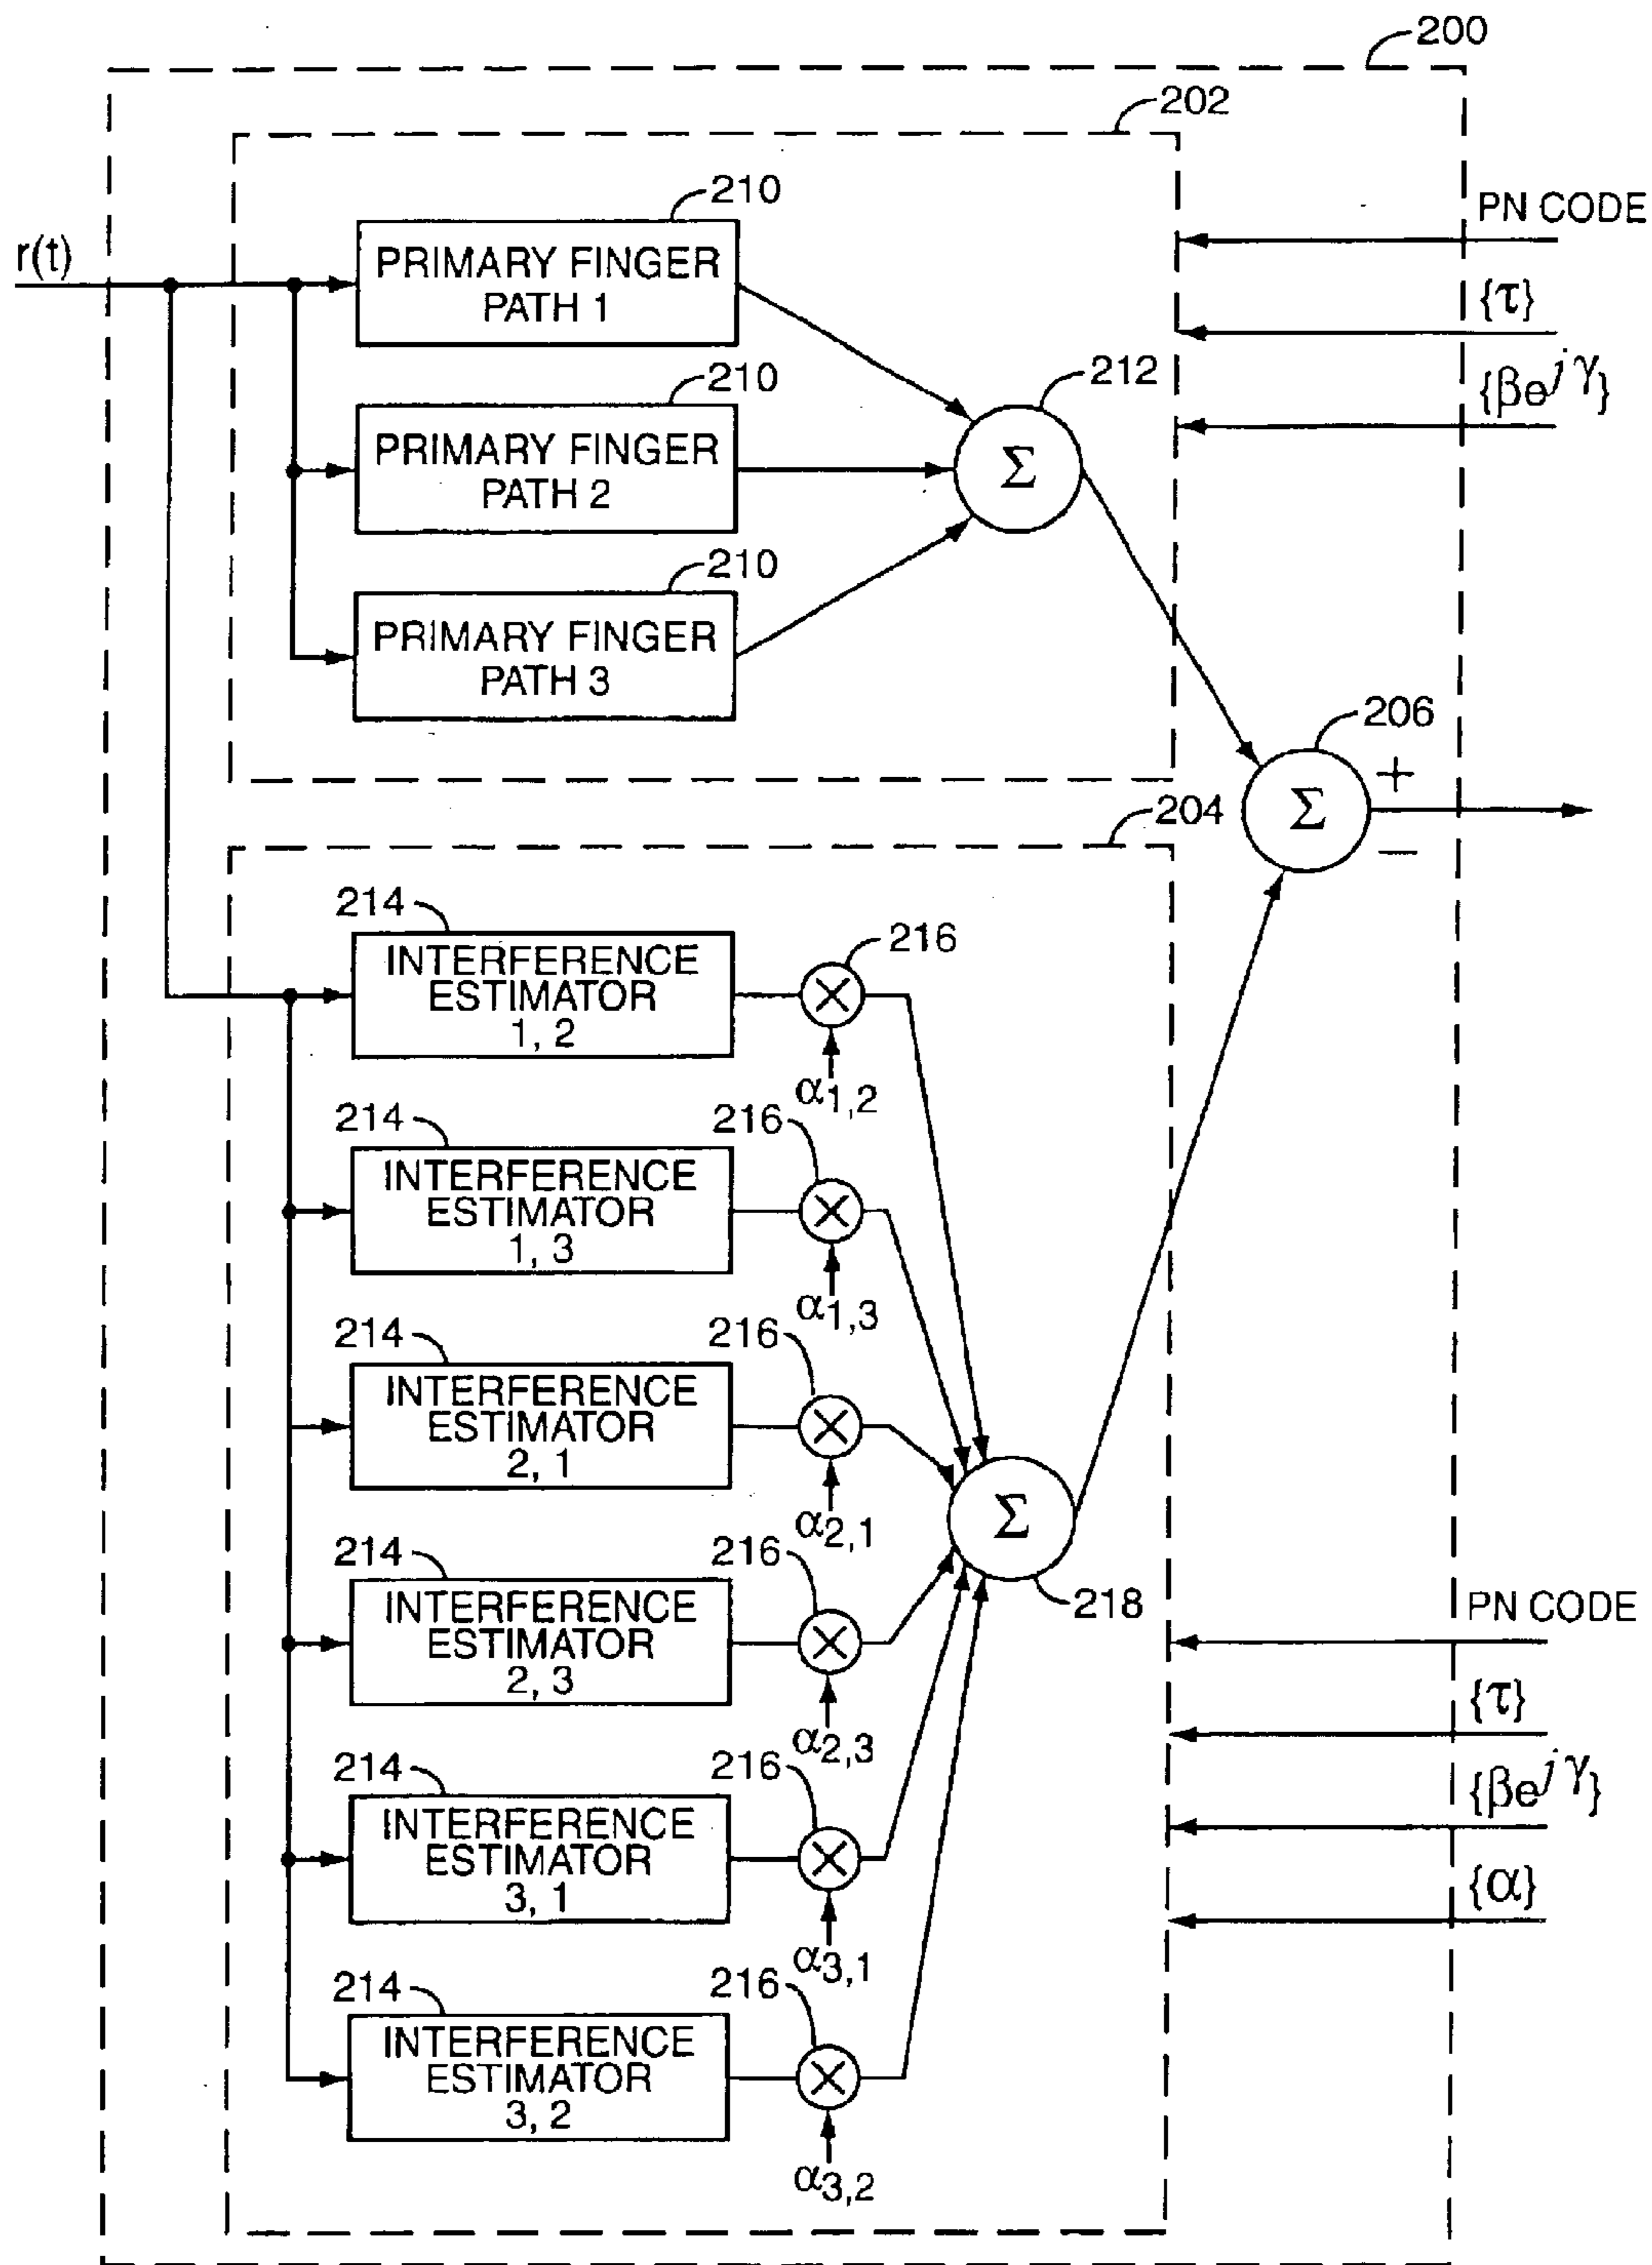 200
202
210
PN CODE
r(t)
PRIMARY FINGER
PATH 1
{τ}
210
212
{βe^jγ}
PRIMARY FINGER
PATH 2
Σ
210
PRIMARY FINGER
PATH 3
206
+
Σ
−
204
214
216
INTERFERENCE
ESTIMATOR
1, 2
α1,2
214
216
INTERFERENCE
ESTIMATOR
1, 3
α1,3
214
216
INTERFERENCE
ESTIMATOR
2, 1
α2,1
Σ
214
216
218
PN CODE
INTERFERENCE
ESTIMATOR
2, 3
{τ}
α2,3
214
216
{βe^jγ}
INTERFERENCE
ESTIMATOR
3, 1
{α}
α3,1
214
216
INTERFERENCE
ESTIMATOR
3, 2
α3,2